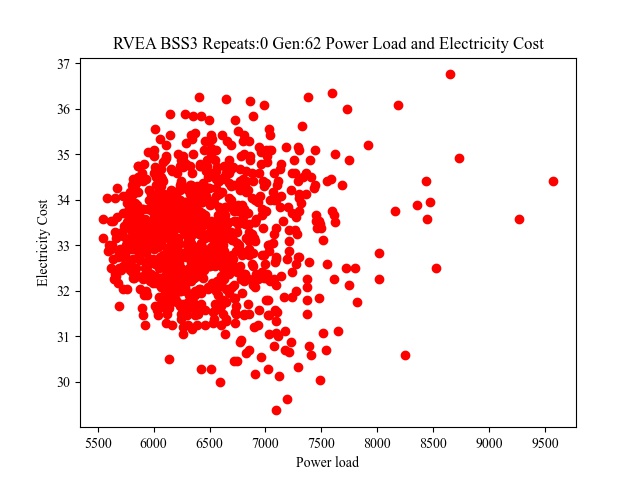 RVEA BSS3 Repeats:0 Gen:62 Power Load and Electricity Cost
37
36
35
34
33
32
31
30
Electricity Cost
5500 6000 6500 7000 7500 8000 8500 9000 9500
Power load